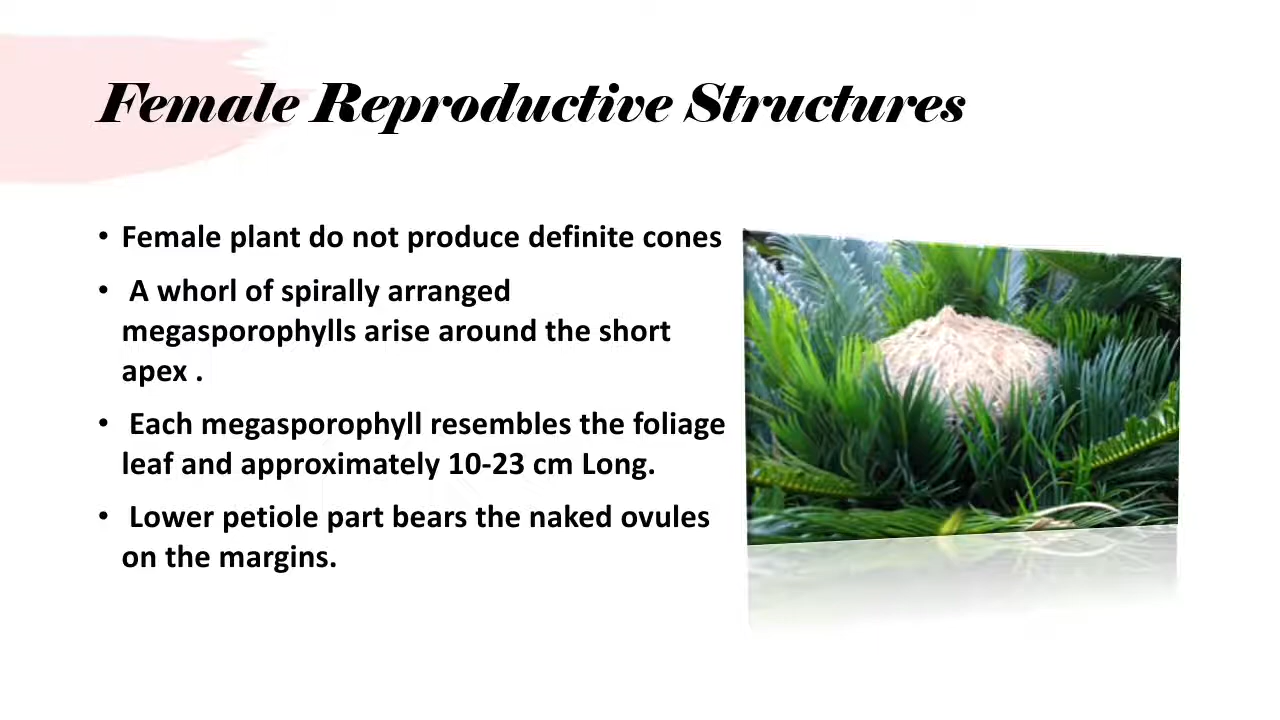 Female Reproductive Structures
• Female plant do not produce definite cones
• A whorl of spirally arranged
megasporophylls arise around the short
apex .
• Each megasporophyll resembles the foliage
leaf and approximately 10-23 cm Long.
• Lower petiole part bears the naked ovules
on the margins.